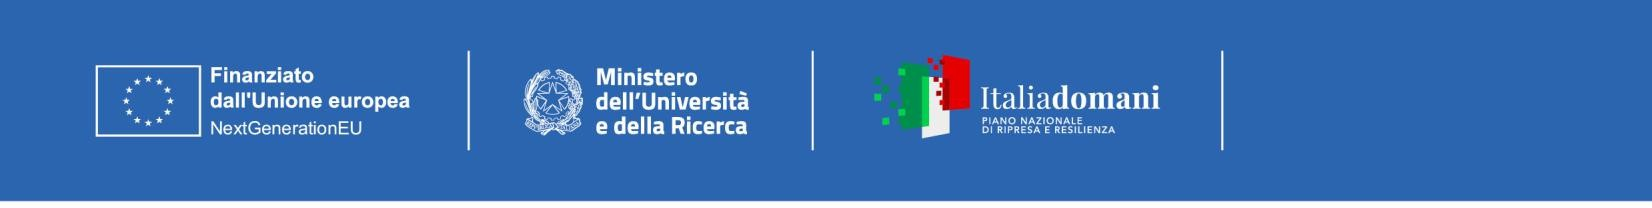 Finanziato
dall'Unione europea
NextGenerationEU
Ministero
dell'Università
e della Ricerca
Italiadomani
PIANO NAZIONALE
DI RIPRESA E RESILIENZA